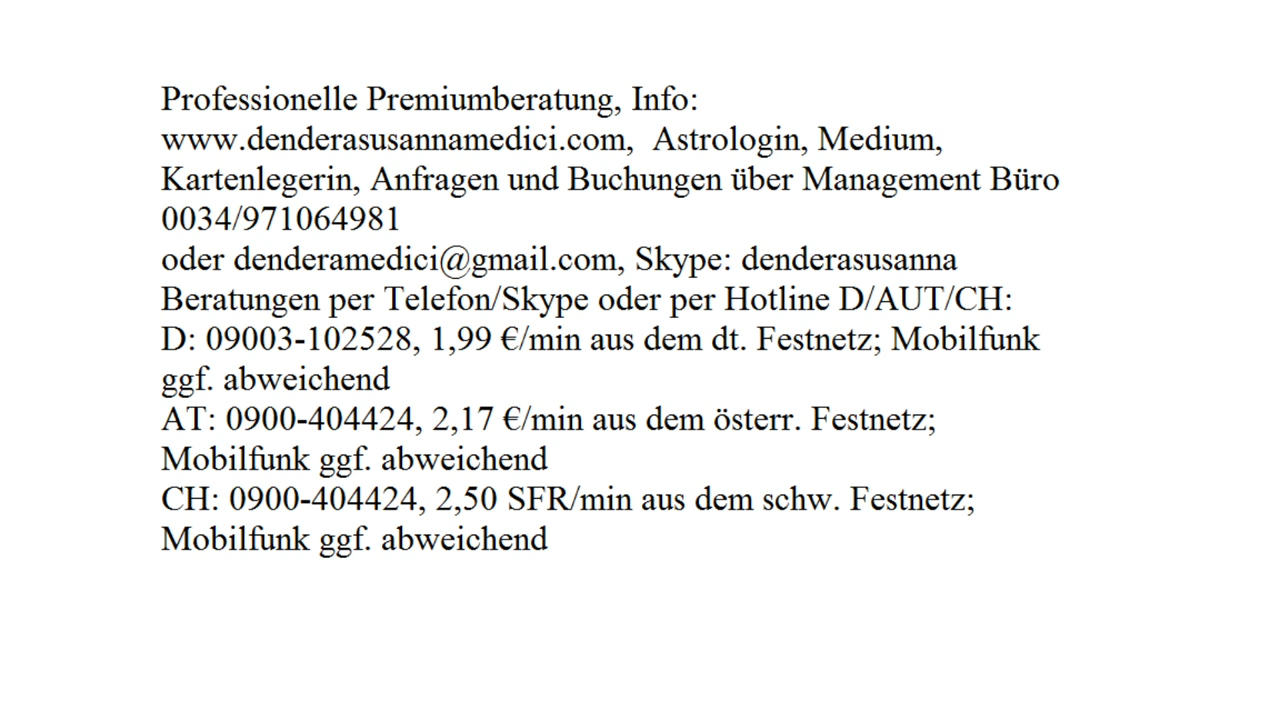 Professionelle Premiumberatung, Info:
www.denderasusannamedici.com,  Astrologin, Medium,
Kartenlegerin, Anfragen und Buchungen über Management Büro
0034/971064981
oder denderamedici@gmail.com, Skype: denderasusanna
Beratungen per Telefon/Skype oder per Hotline D/AUT/CH:
D: 09003-102528, 1,99 €/min aus dem dt. Festnetz; Mobilfunk
ggf. abweichend
AT: 0900-404424, 2,17 €/min aus dem österr. Festnetz;
Mobilfunk ggf. abweichend
CH: 0900-404424, 2,50 SFR/min aus dem schw. Festnetz;
Mobilfunk ggf. abweichend